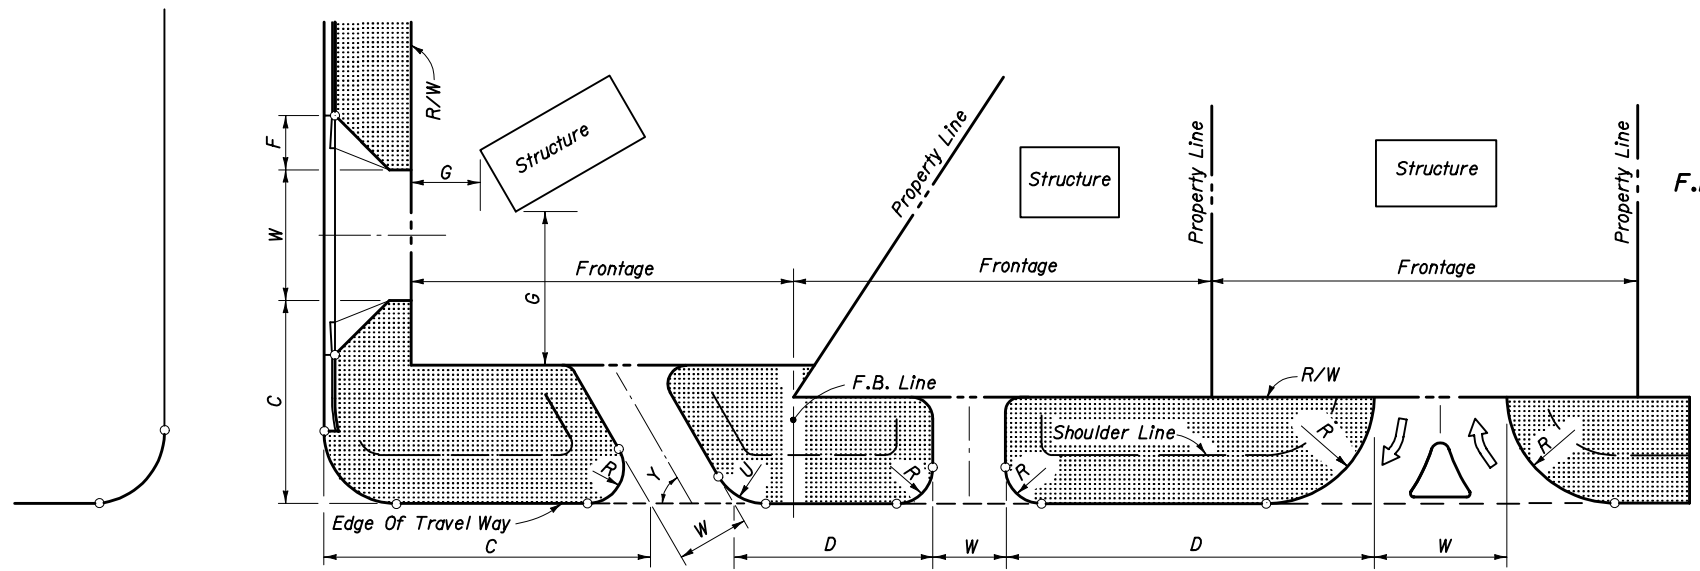 R/W
F
Structure
G
Property Line
Structure
Property Line
Structure
Property Line
F.
W
Frontage
G
Frontage
Frontage
C
F.B. Line
R/W
Shoulder Line
R
R
R
Y
U
R
R
Edge Of Travel Way
W
C
D
W
D
W